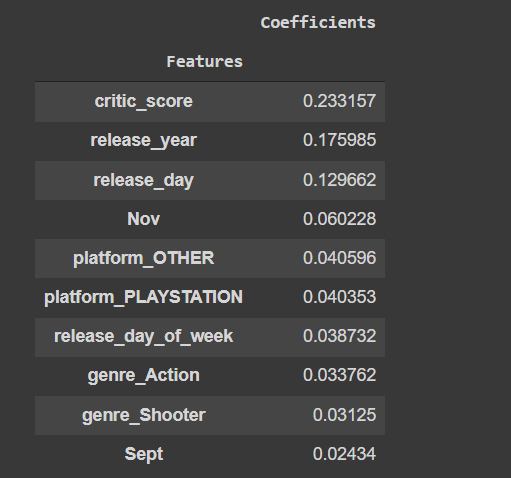 Coefficients
Features
critic_score 0.233157
release_year 0.175985
release_day 0.129662
Nov 0.060228
platform_OTHER 0.040596
platform_PLAYSTATION 0.040353
release_day_of_week 0.038732
genre_Action 0.033762
genre_Shooter 0.03125
Sept 0.02434